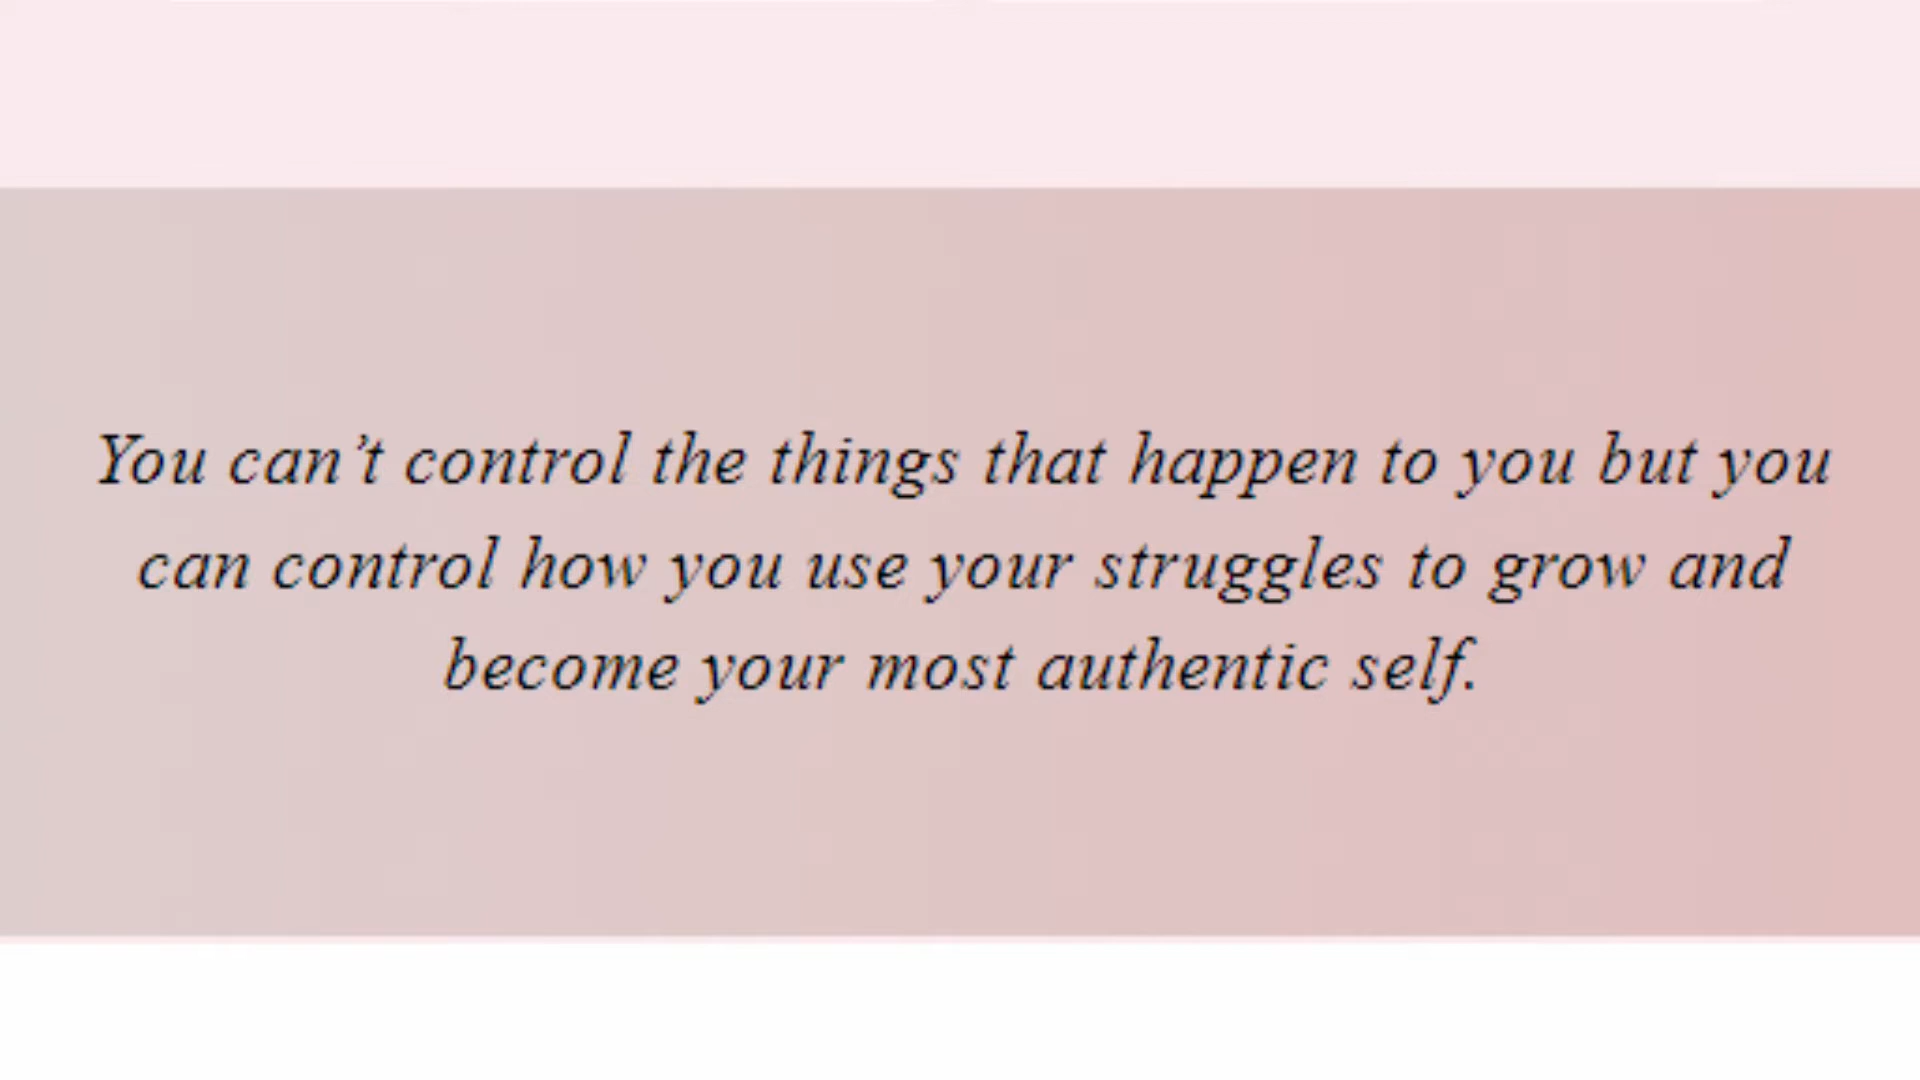 You can’t control the things that happen to you but you
can control how you use your struggles to grow and
become your most authentic self.